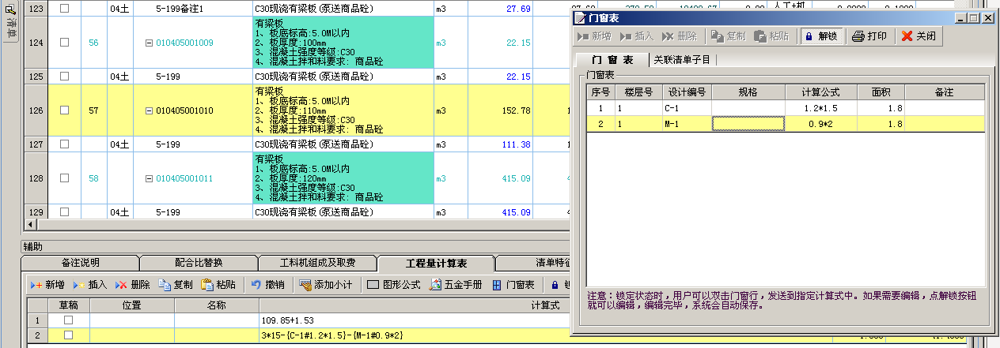 清单
123 04土 5-199备注1 C30现浇有梁板(泵送商品砼) m3 27.69
124 56 010405001009 有梁板 m3 22.15
1、板底标高:5.0M以内
2、板厚度:100mm
3、混凝土强度等级:C30
4、混凝土拌和料要求: 商品砼
125 04土 5-199 C30现浇有梁板(泵送商品砼) m3 22.15
126 57 010405001010 有梁板 m3 152.78
1、板底标高:5.0M以内
2、板厚度:110mm
3、混凝土强度等级:C30
4、混凝土拌和料要求: 商品砼
127 04土 5-199 C30现浇有梁板(泵送商品砼) m3 111.38
128 58 010405001011 有梁板 m3 415.09
1、板底标高:5.0M以内
2、板厚度:120mm
3、混凝土强度等级:C30
4、混凝土拌和料要求: 商品砼
129 04土 5-199 C30现浇有梁板(泵送商品砼) m3 415.09
辅助
备注说明 配合比替换 工料机组成及取费 工程量计算表 清单特征
新增 插入 删除 复制 粘贴 撤销 添加小计 图形公式 五金手册 门窗表
草稿 位置 名称 计算式
1 109.85+1.53
2 3*15-{C-1#1.2*1.5}-{M-1#0.9*2}
门窗表
新增 插入 删除 复制 粘贴 解锁 打印 关闭
门 窗 表 关联清单子目
门窗表
序号 楼层号 设计编号 规格 计算公式 面积 备注
1 1 C-1 1.2*1.5 1.8
2 1 M-1 0.9*2 1.8
注意：锁定状态时，用户可以双击门窗行，发送到指定计算式中。如果需要编辑，点解锁按钮
就可以编辑，编辑完毕，系统会自动保存。